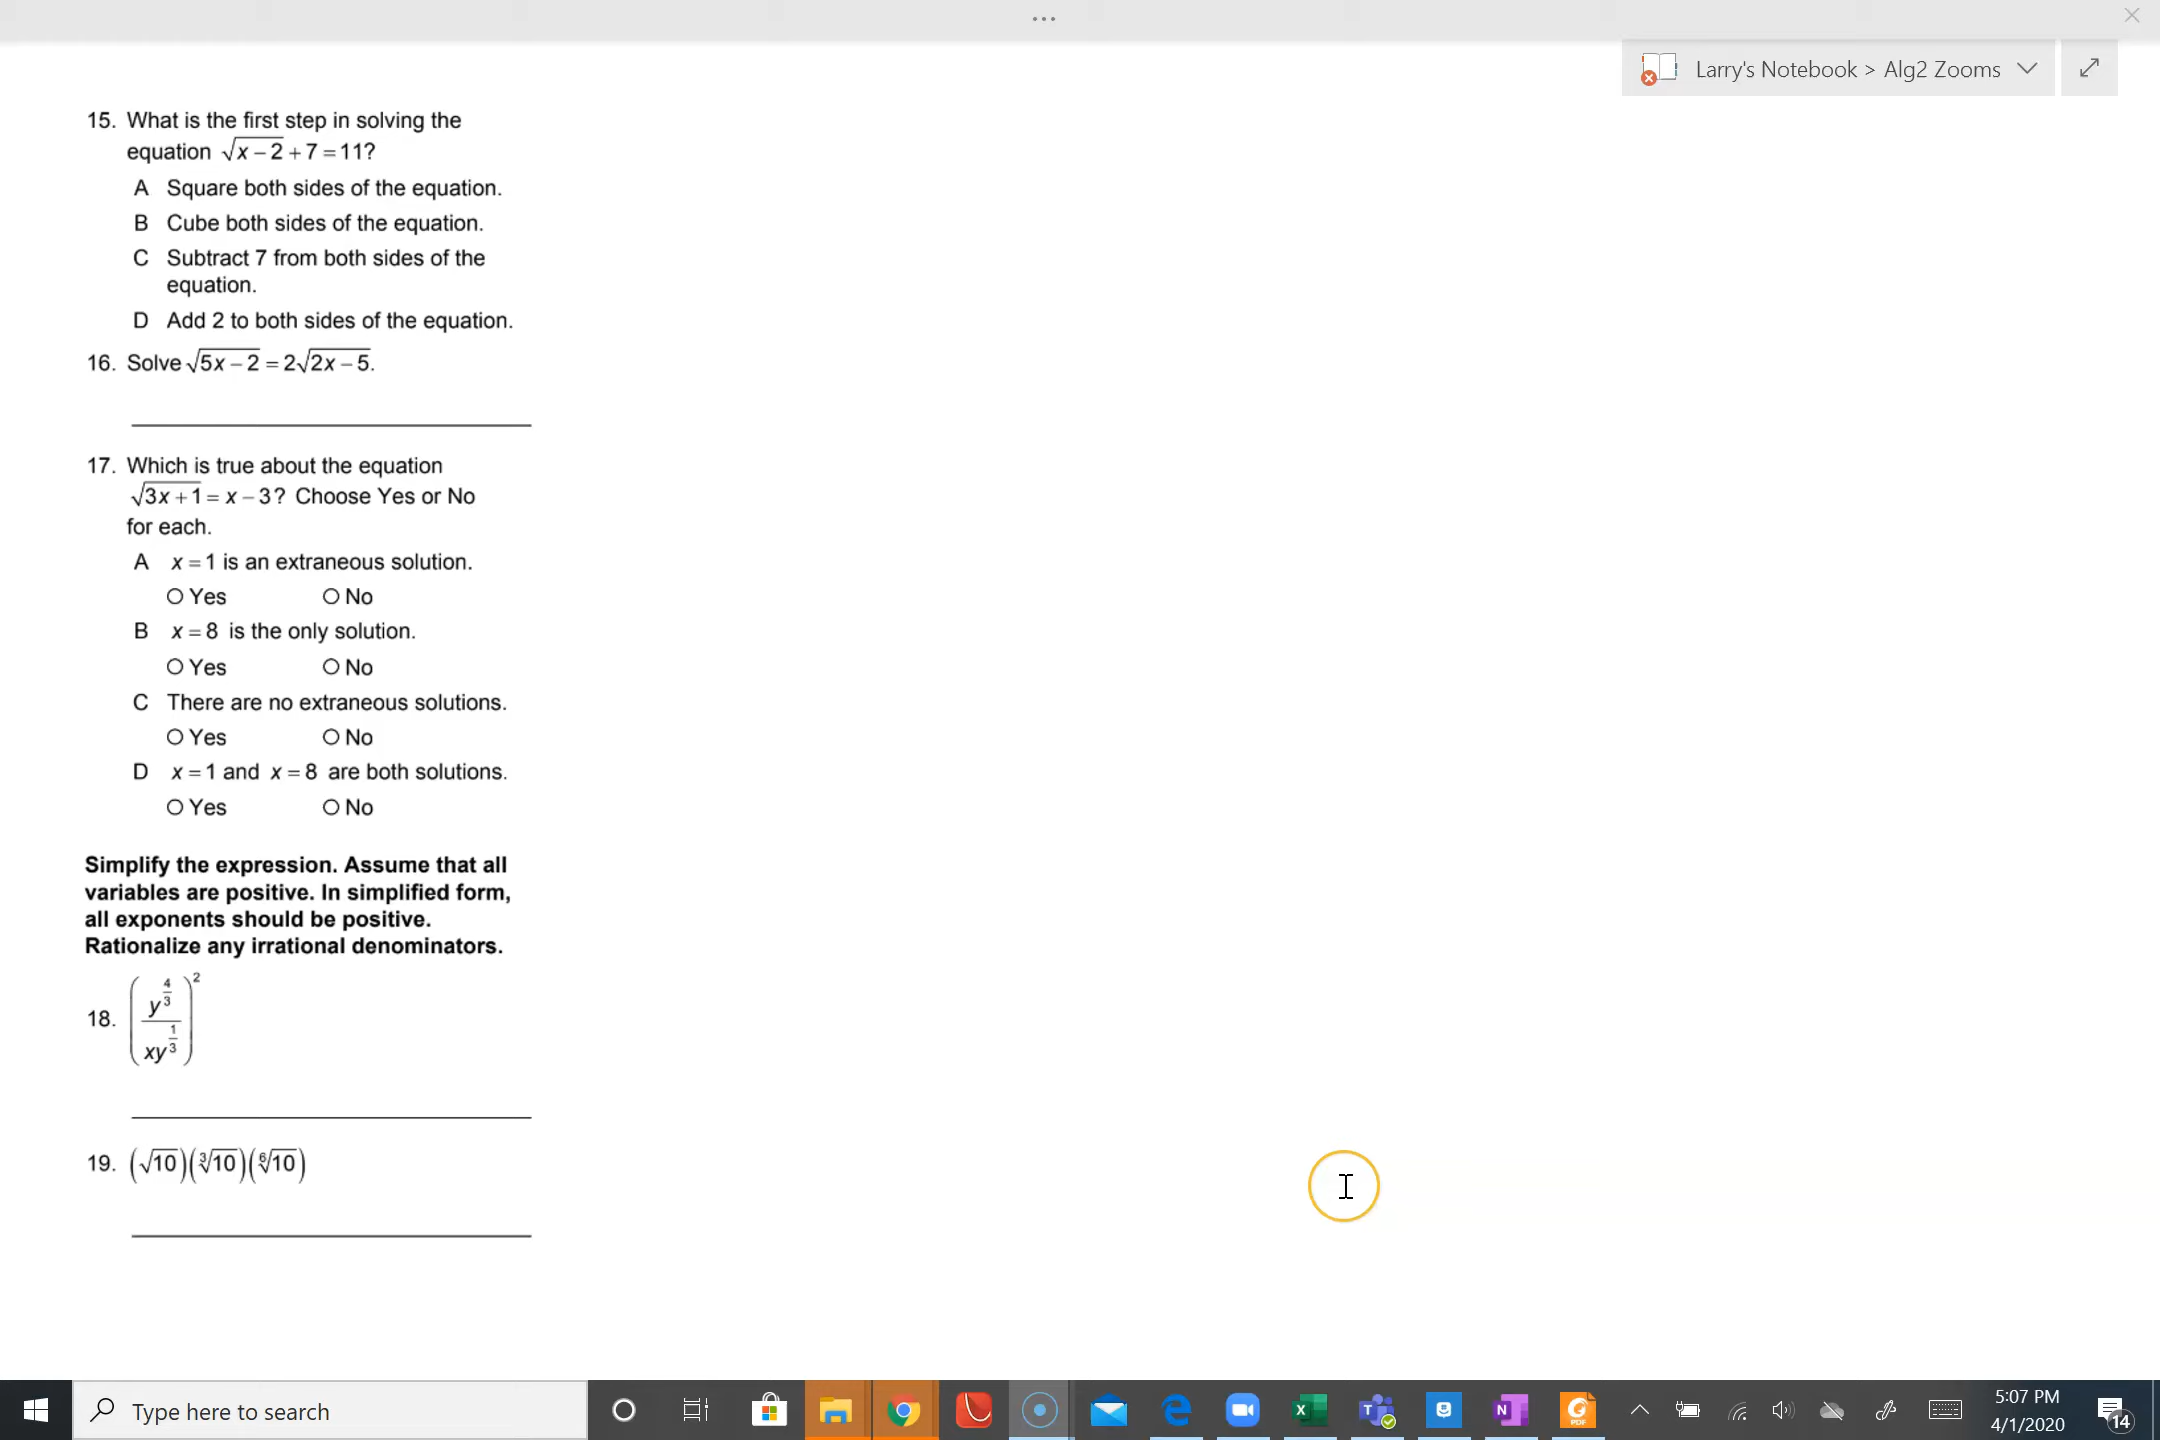 ...
Larry's Notebook > Alg2 Zooms
15. What is the first step in solving the
equation √x – 2 + 7 = 11?
A Square both sides of the equation.
B Cube both sides of the equation.
C Subtract 7 from both sides of the
equation.
D Add 2 to both sides of the equation.
16. Solve √5x – 2 = 2√2x – 5.
17. Which is true about the equation
√3x + 1 = x – 3? Choose Yes or No
for each.
A x = 1 is an extraneous solution.
Yes No
B x = 8 is the only solution.
Yes No
C There are no extraneous solutions.
Yes No
D x = 1 and x = 8 are both solutions.
Yes No
Simplify the expression. Assume that all
variables are positive. In simplified form,
all exponents should be positive.
Rationalize any irrational denominators.
18. (y^(4/3) / xy^(1/3))^2
19. (√10)(∛10)(⁶√10)
Type here to search
5:07 PM
4/1/2020
14